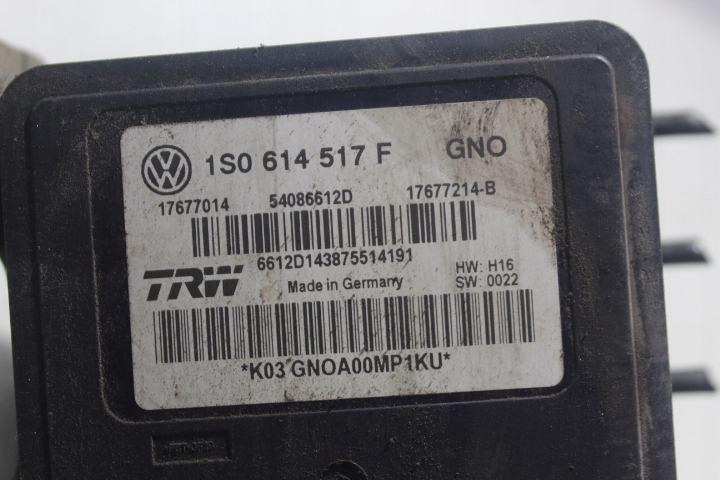 1S0 614 517 F GNO
17677014 54086612D 17677214-B
6612D143875514191
TRW Made in Germany HW: H16
SW: 0022
*K03 GNOA00MP1KU*